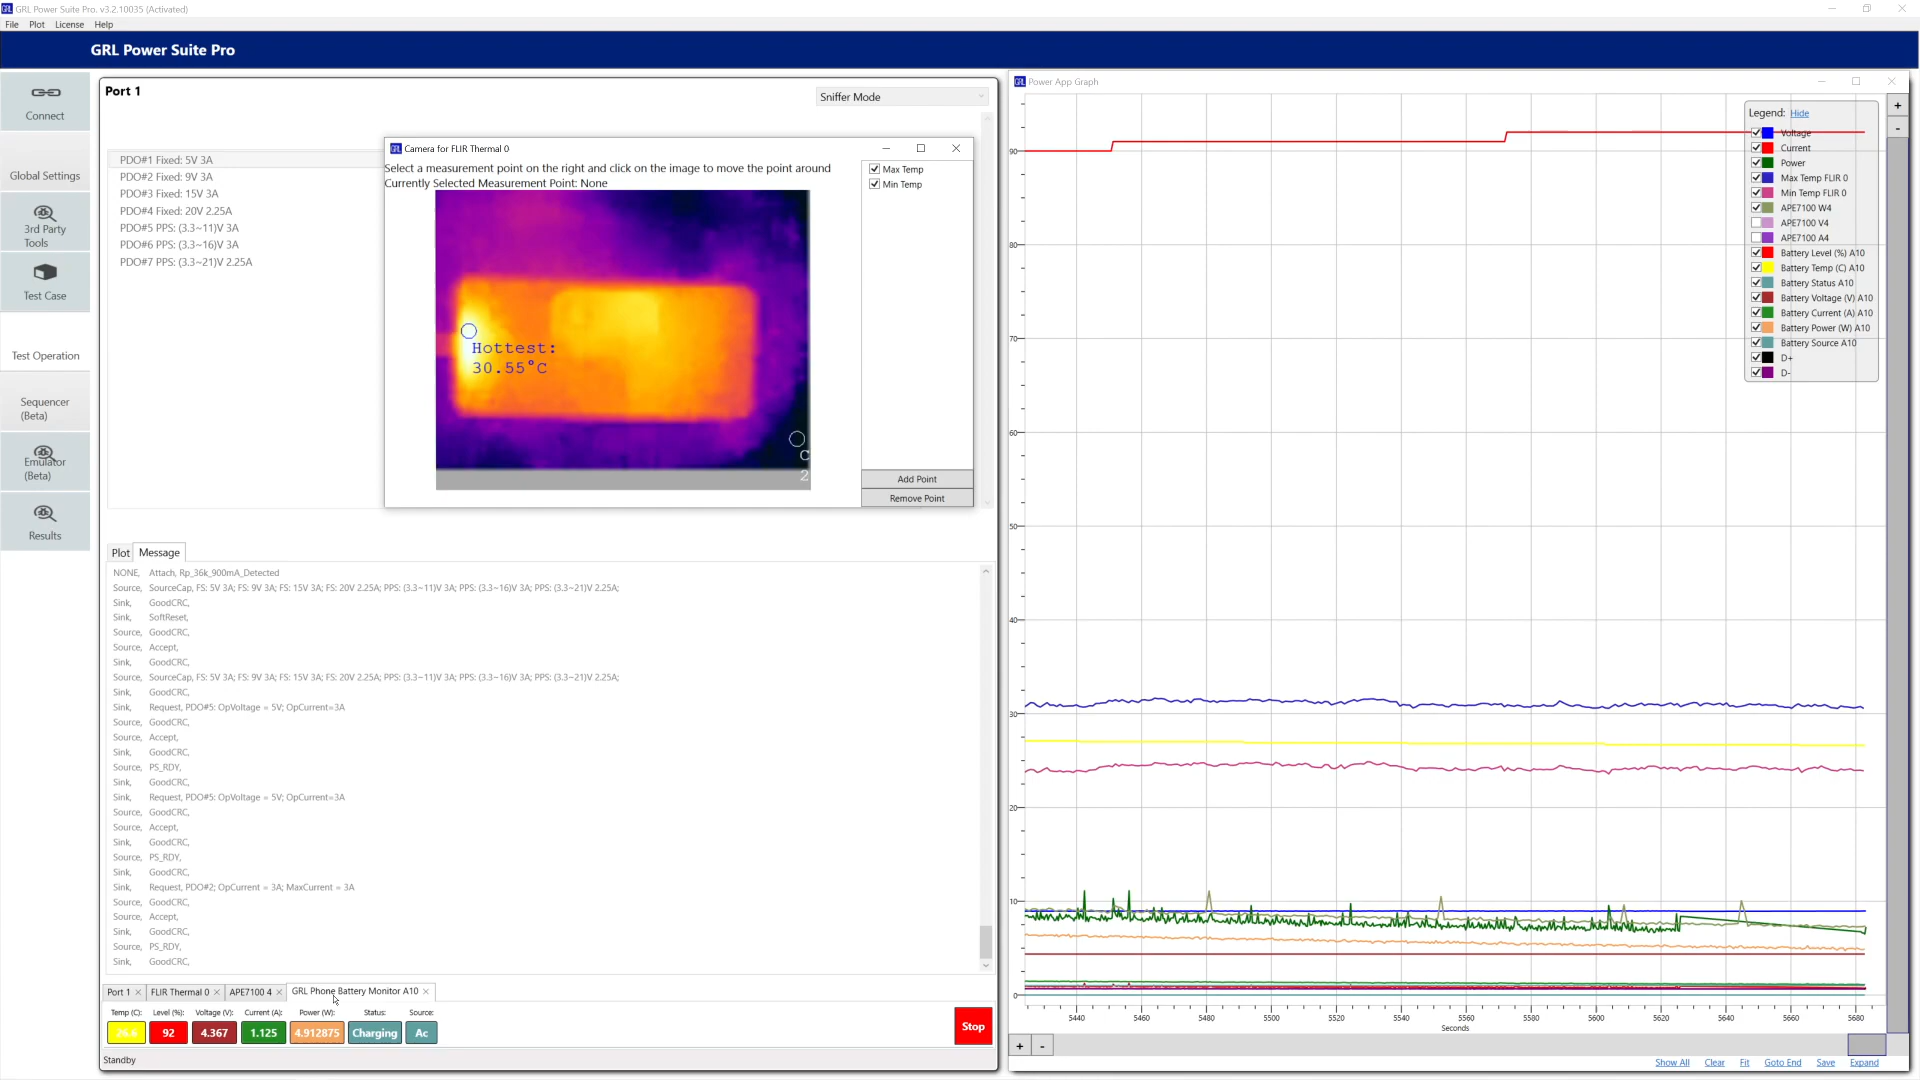 GRL Power Suite Pro. v3.2.10035 (Activated)
File Plot License Help
GRL Power Suite Pro
Connect
Global Settings
3rd Party
Tools
Test Case
Test Operation
Sequencer
(Beta)
Emulator
(Beta)
Results
Port 1
Sniffer Mode
PDO#1 Fixed: 5V 3A
PDO#2 Fixed: 9V 3A
PDO#3 Fixed: 15V 3A
PDO#4 Fixed: 20V 2.25A
PDO#5 PPS: (3.3~11)V 3A
PDO#6 PPS: (3.3~16)V 3A
PDO#7 PPS: (3.3~21)V 2.25A
GRL Camera for FLIR Thermal 0
Select a measurement point on the right and click on the image to move the point around
Currently Selected Measurement Point: None
Max Temp
Min Temp
Hottest:
30.55°C
C
2
Add Point
Remove Point
Plot Message
NONE, Attach, Rp_36k_900mA_Detected
Source, SourceCap, FS: 5V 3A; FS: 9V 3A; FS: 15V 3A; FS: 20V 2.25A; PPS: (3.3~11)V 3A; PPS: (3.3~16)V 3A; PPS: (3.3~21)V 2.25A;
Sink, GoodCRC,
Sink, SoftReset,
Source, GoodCRC,
Source, Accept,
Sink, GoodCRC,
Source, SourceCap, FS: 5V 3A; FS: 9V 3A; FS: 15V 3A; FS: 20V 2.25A; PPS: (3.3~11)V 3A; PPS: (3.3~16)V 3A; PPS: (3.3~21)V 2.25A;
Sink, GoodCRC,
Sink, Request, PDO#5: OpVoltage = 5V; OpCurrent=3A
Source, GoodCRC,
Source, Accept,
Sink, GoodCRC,
Source, PS_RDY,
Sink, GoodCRC,
Sink, Request, PDO#5: OpVoltage = 5V; OpCurrent=3A
Source, GoodCRC,
Source, Accept,
Sink, GoodCRC,
Source, PS_RDY,
Sink, GoodCRC,
Sink, Request, PDO#2; OpCurrent = 3A; MaxCurrent = 3A
Source, GoodCRC,
Source, Accept,
Sink, GoodCRC,
Source, PS_RDY,
Sink, GoodCRC,
Port 1 FLIR Thermal 0 APE7100 4 GRL Phone Battery Monitor A10
Temp (C): Level (%): Voltage (V): Current (A): Power (W): Status: Source:
26.6 92 4.367 1.125 4.912875 Charging Ac
Stop
Standby
GRL Power App Graph
Legend: Hide
Voltage
Current
Power
Max Temp FLIR 0
Min Temp FLIR 0
APE7100 W4
APE7100 V4
APE7100 A4
Battery Level (%) A10
Battery Temp (C) A10
Battery Status A10
Battery Voltage (V) A10
Battery Current (A) A10
Battery Power (W) A10
Battery Source A10
D+
D-
+
-
90
80
70
60
50
40
30
20
10
0
5440 5460 5480 5500 5520 5540 5560 5580 5600 5620 5640 5660 5680
Seconds
+ -
Show All Clear Fit Goto End Save Expand